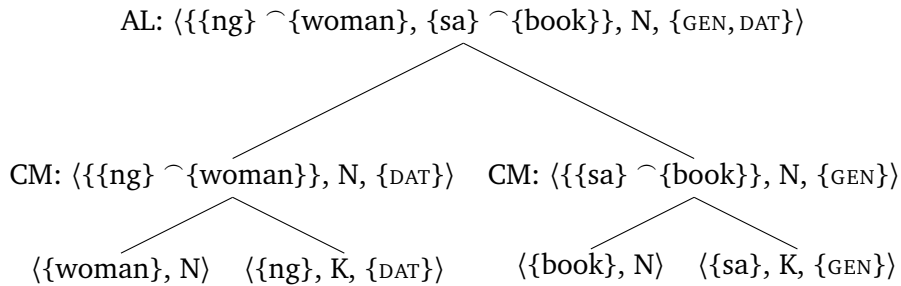 AL: ⟨{{ng} ⌒{woman}, {sa} ⌒{book}}, N, {GEN, DAT}⟩
CM: ⟨{{ng} ⌒{woman}}, N, {DAT}⟩ CM: ⟨{{sa} ⌒{book}}, N, {GEN}⟩
⟨{woman}, N⟩ ⟨{ng}, K, {DAT}⟩ ⟨{book}, N⟩ ⟨{sa}, K, {GEN}⟩